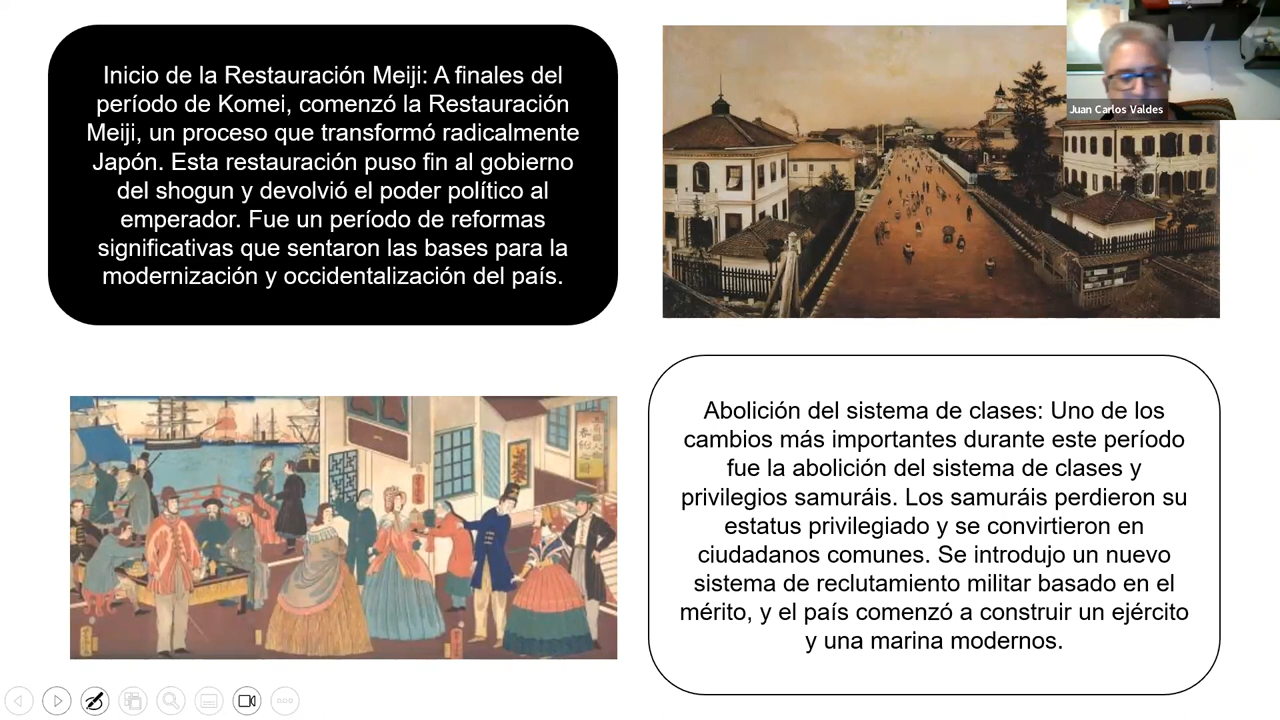 Inicio de la Restauración Meiji: A finales del
período de Komei, comenzó la Restauración
Meiji, un proceso que transformó radicalmente
Japón. Esta restauración puso fin al gobierno
del shogun y devolvió el poder político al
emperador. Fue un período de reformas
significativas que sentaron las bases para la
modernización y occidentalización del país.
Juan Carlos Valdes
Abolición del sistema de clases: Uno de los
cambios más importantes durante este período
fue la abolición del sistema de clases y
privilegios samuráis. Los samuráis perdieron su
estatus privilegiado y se convirtieron en
ciudadanos comunes. Se introdujo un nuevo
sistema de reclutamiento militar basado en el
mérito, y el país comenzó a construir un ejército
y una marina modernos.